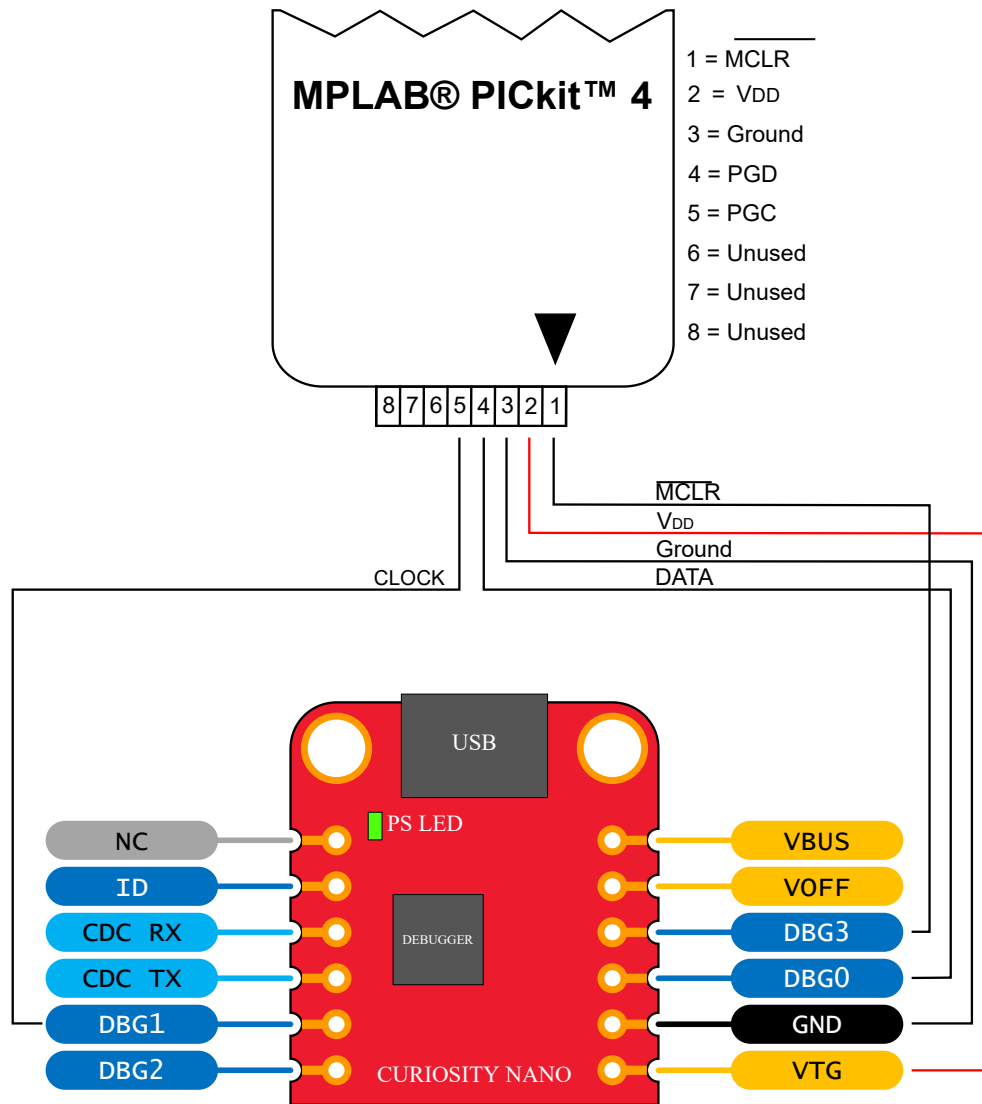 MPLAB® PICkit™ 4
1 = MCLR
2 = VDD
3 = Ground
4 = PGD
5 = PGC
6 = Unused
7 = Unused
8 = Unused
8 7 6 5 4 3 2 1
MCLR
VDD
Ground
CLOCK DATA
USB
PS LED
NC VBUS
ID VOFF
CDC RX DEBUGGER DBG3
CDC TX DBG0
DBG1 GND
DBG2 CURIOSITY NANO VTG